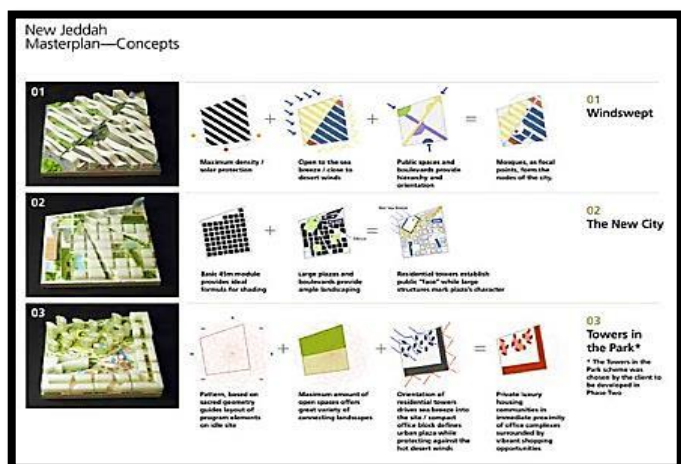 New Jeddah
Masterplan—Concepts
01
Maximum density /
solar protection
+
Open to the sea
breeze / close to
desert winds
+
Public spaces and
boulevards provide
hierarchy and
orientation
=
Mosques, as focal
points, form the
nodes of the city.
01
Windswept
02
Basic 45m module
provides ideal
formula for shading
+
Large plazas and
boulevards provide
ample landscaping
=
Residential towers establish
public "face" while large
structures mark plaza's character
02
The New City
03
Pattern, based on
sacred geometry
guides layout of
program elements
on idle site
+
Maximum amount of
open spaces offers
great variety of
connecting landscapes
+
Orientation of
residential towers
drives sea breeze into
the site / compact
office block defines
urban plaza while
protecting against the
hot desert winds
=
Private luxury
housing
communities in
immediate proximity
of office complexes
surrounded by
vibrant shopping
opportunities
03
Towers in
the Park*
* The Towers in the
Park scheme was
chosen by the client to
be developed in
Phase Two